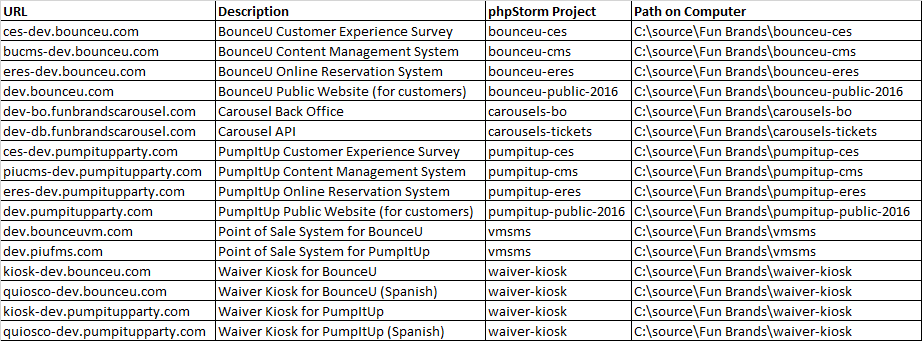 URL Description phpStorm Project Path on Computer
ces-dev.bounceu.com BounceU Customer Experience Survey bounceu-ces C:\source\Fun Brands\bounceu-ces
bucms-dev.bounceu.com BounceU Content Management System bounceu-cms C:\source\Fun Brands\bounceu-cms
eres-dev.bounceu.com BounceU Online Reservation System bounceu-eres C:\source\Fun Brands\bounceu-eres
dev.bounceu.com BounceU Public Website (for customers) bounceu-public-2016 C:\source\Fun Brands\bounceu-public-2016
dev-bo.funbrandscarousel.com Carousel Back Office carousels-bo C:\source\Fun Brands\carousels-bo
dev-db.funbrandscarousel.com Carousel API carousels-tickets C:\source\Fun Brands\carousels-tickets
ces-dev.pumpitupparty.com PumpItUp Customer Experience Survey pumpitup-ces C:\source\Fun Brands\pumpitup-ces
piucms-dev.pumpitupparty.com PumpItUp Content Management System pumpitup-cms C:\source\Fun Brands\pumpitup-cms
eres-dev.pumpitupparty.com PumpItUp Online Reservation System pumpitup-eres C:\source\Fun Brands\pumpitup-eres
dev.pumpitupparty.com PumpItUp Public Website (for customers) pumpitup-public-2016 C:\source\Fun Brands\pumpitup-public-2016
dev.bounceuvm.com Point of Sale System for BounceU vmsms C:\source\Fun Brands\vmsms
dev.piufms.com Point of Sale System for PumpItUp vmsms C:\source\Fun Brands\vmsms
kiosk-dev.bounceu.com Waiver Kiosk for BounceU waiver-kiosk C:\source\Fun Brands\waiver-kiosk
quiosco-dev.bounceu.com Waiver Kiosk for BounceU (Spanish) waiver-kiosk C:\source\Fun Brands\waiver-kiosk
kiosk-dev.pumpitupparty.com Waiver Kiosk for PumpItUp waiver-kiosk C:\source\Fun Brands\waiver-kiosk
quiosco-dev.pumpitupparty.com Waiver Kiosk for PumpItUp (Spanish) waiver-kiosk C:\source\Fun Brands\waiver-kiosk